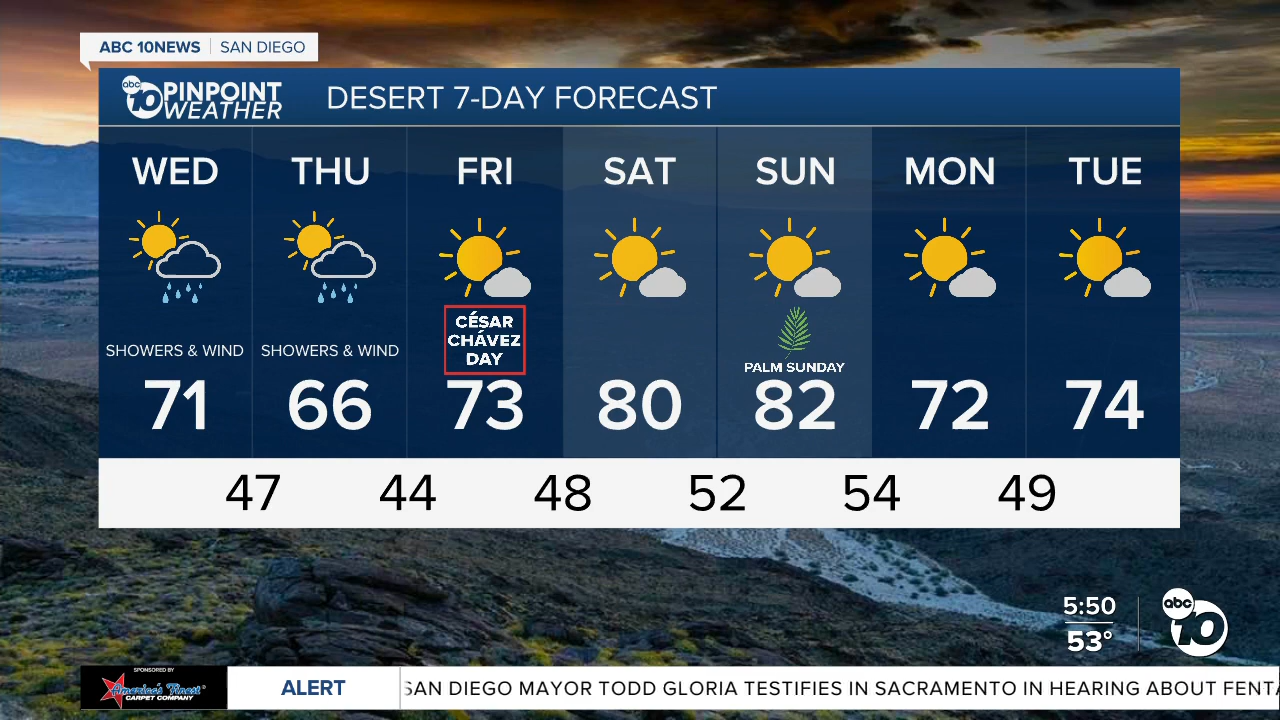 ABC 10NEWS | SAN DIEGO
abc 10 PINPOINT WEATHER
DESERT 7-DAY FORECAST
WED THU FRI SAT SUN MON TUE
CÉSAR
CHÁVEZ
DAY
SHOWERS & WIND SHOWERS & WIND
PALM SUNDAY
71 66 73 80 82 72 74
47 44 48 52 54 49
5:50
53°
abc 10
SPONSORED BY
America's Finest
CARPET COMPANY
ALERT
SAN DIEGO MAYOR TODD GLORIA TESTIFIES IN SACRAMENTO IN HEARING ABOUT FENTA